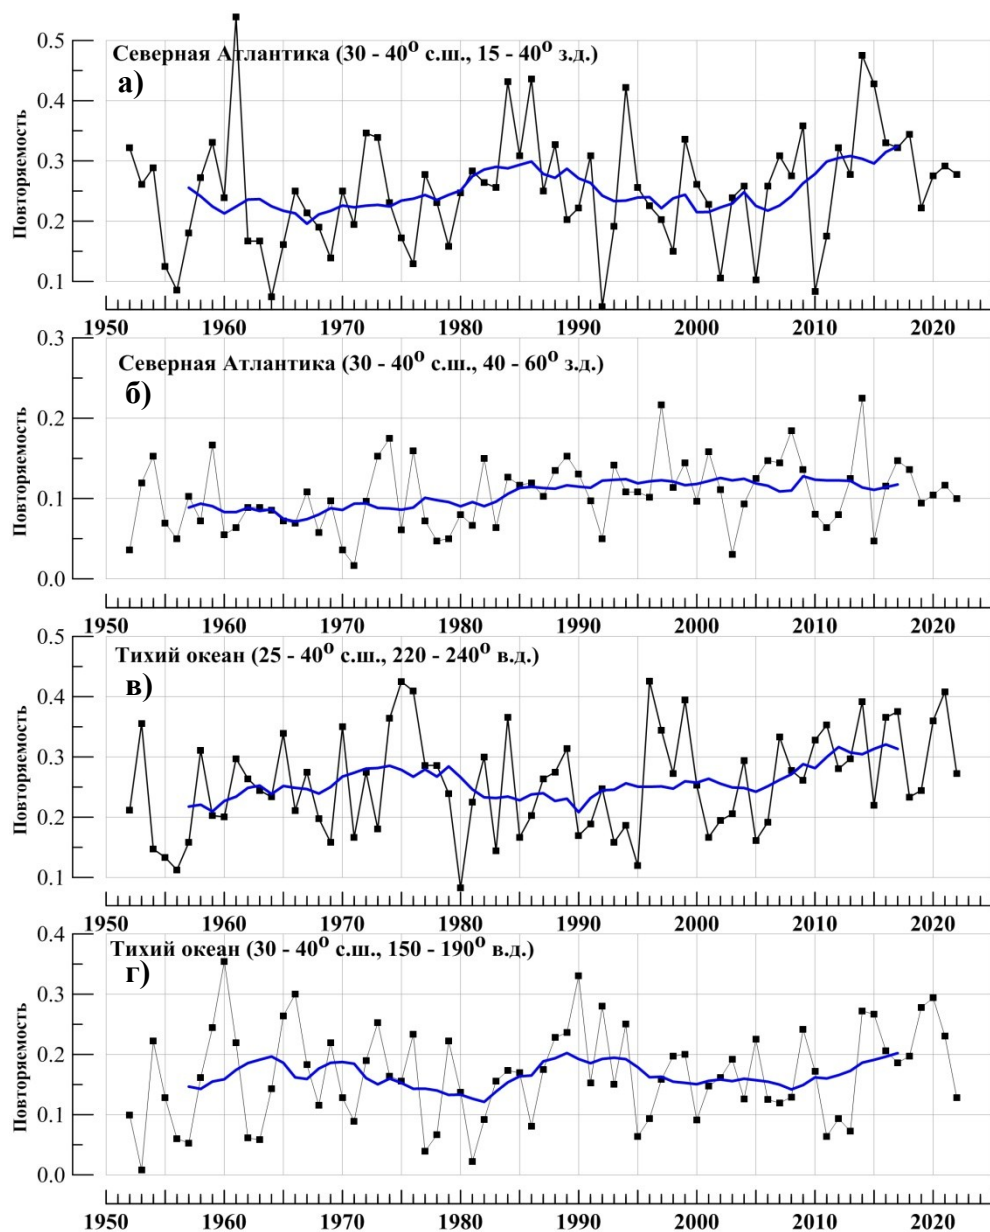 Северная Атлантика (30 - 40° с.ш., 15 - 40° з.д.)
а)
Повторяемость
0.5
0.4
0.3
0.2
0.1
1950 1960 1970 1980 1990 2000 2010 2020
Северная Атлантика (30 - 40° с.ш., 40 - 60° з.д.)
б)
Повторяемость
0.3
0.2
0.1
0.0
1950 1960 1970 1980 1990 2000 2010 2020
Тихий океан (25 - 40° с.ш., 220 - 240° в.д.)
в)
Повторяемость
0.5
0.4
0.3
0.2
0.1
1950 1960 1970 1980 1990 2000 2010 2020
Тихий океан (30 - 40° с.ш., 150 - 190° в.д.)
г)
Повторяемость
0.4
0.3
0.2
0.1
0.0
1950 1960 1970 1980 1990 2000 2010 2020